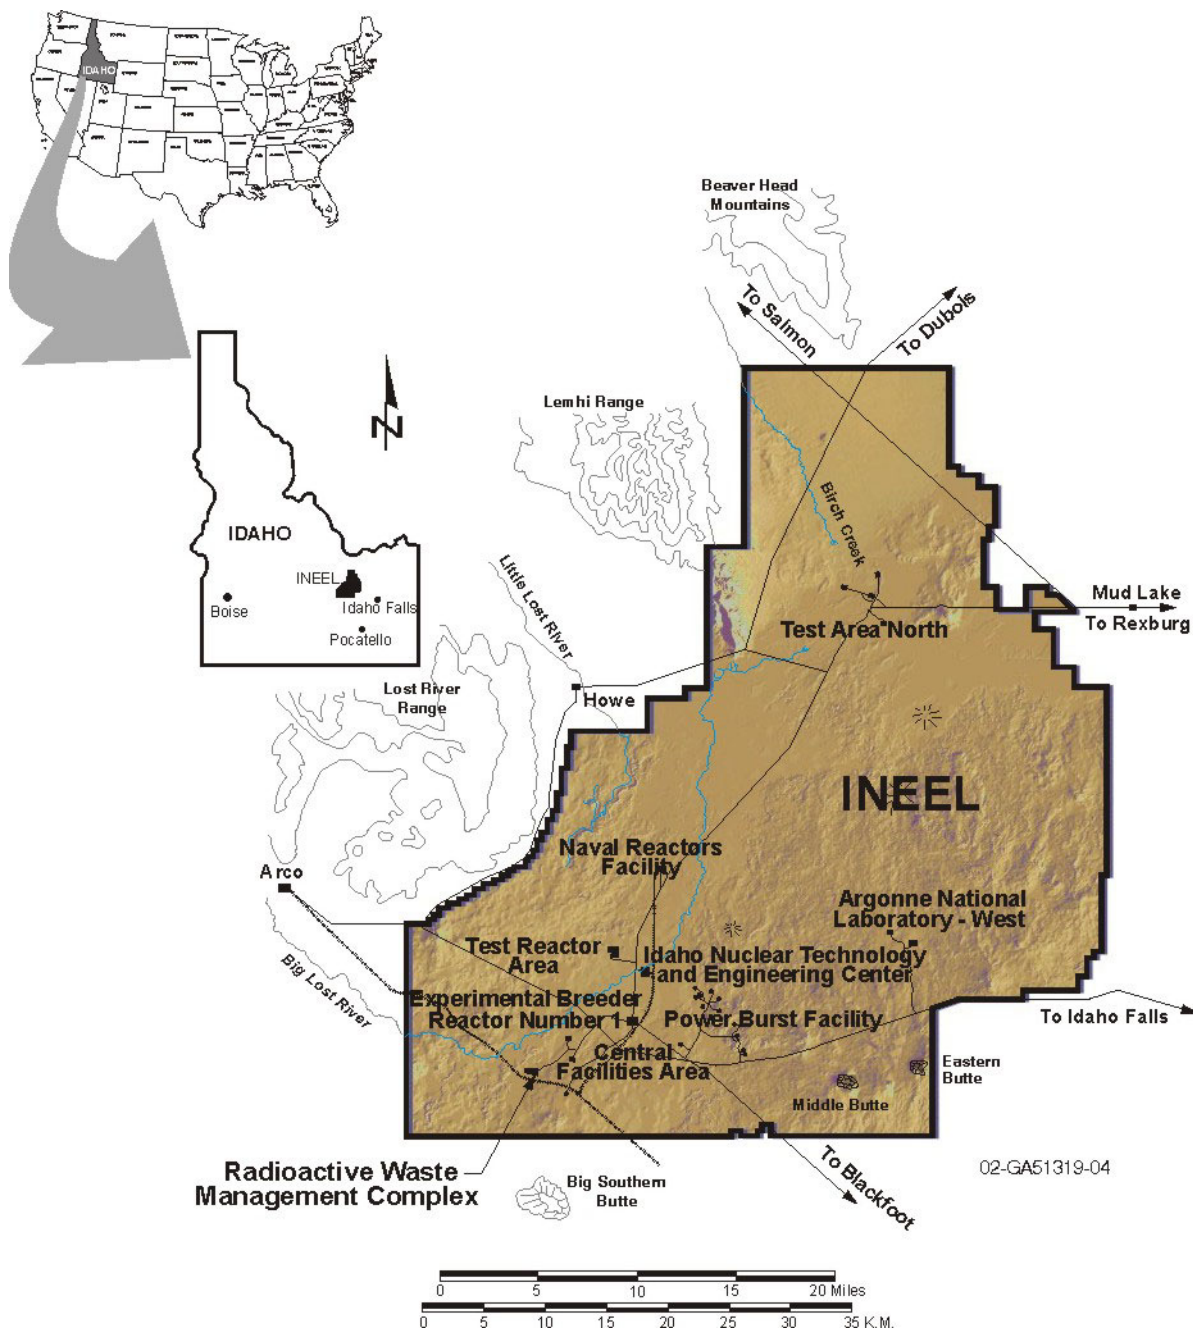 IDAHO
Beaver Head
Mountains
To Salmon
To Dubois
N
Lemhi Range
Birch Creek
IDAHO
INEEL
Boise
Idaho Falls
Pocatello
Little Lost River
Mud Lake
To Rexburg
Test Area North
Lost River
Range
Howe
INEEL
Naval Reactors
Facility
Arco
Argonne National
Laboratory - West
Test Reactor
Area
Idaho Nuclear Technology
and Engineering Center
Big Lost River
Experimental Breeder
Reactor Number 1
Power Burst Facility
To Idaho Falls
Central
Facilities Area
Eastern
Butte
Middle Butte
To Blackfoot
02-GA51319-04
Radioactive Waste
Management Complex
Big Southern
Butte
0 5 10 15 20 Miles
0 5 10 15 20 25 30 35 K.M.